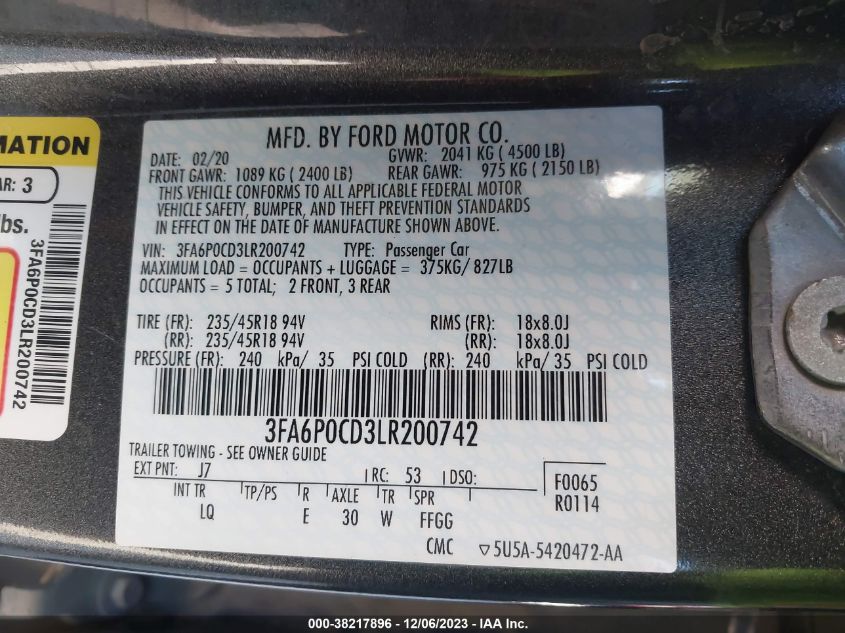 MATION
AR: 3
lbs.
3FA6P0CD3LR200742
MFD. BY FORD MOTOR CO.
DATE: 02/20 GVWR: 2041 KG ( 4500 LB)
FRONT GAWR: 1089 KG ( 2400 LB) REAR GAWR: 975 KG ( 2150 LB)
THIS VEHICLE CONFORMS TO ALL APPLICABLE FEDERAL MOTOR
VEHICLE SAFETY, BUMPER, AND THEFT PREVENTION STANDARDS
IN EFFECT ON THE DATE OF MANUFACTURE SHOWN ABOVE.
VIN: 3FA6P0CD3LR200742 TYPE: Passenger Car
MAXIMUM LOAD = OCCUPANTS + LUGGAGE = 375KG/ 827LB
OCCUPANTS = 5 TOTAL; 2 FRONT, 3 REAR
TIRE (FR): 235/45R18 94V RIMS (FR): 18x8.0J
(RR): 235/45R18 94V (RR): 18x8.0J
PRESSURE (FR): 240 kPa/ 35 PSI COLD (RR): 240 kPa/ 35 PSI COLD
3FA6P0CD3LR200742
TRAILER TOWING - SEE OWNER GUIDE
EXT PNT: J7 RC: 53 DSO: F0065
R0114
INT TR TP/PS R AXLE TR SPR
LQ E 30 W FFGG
CMC ▽5U5A-5420472-AA
000-38217896 - 12/06/2023 - IAA Inc.